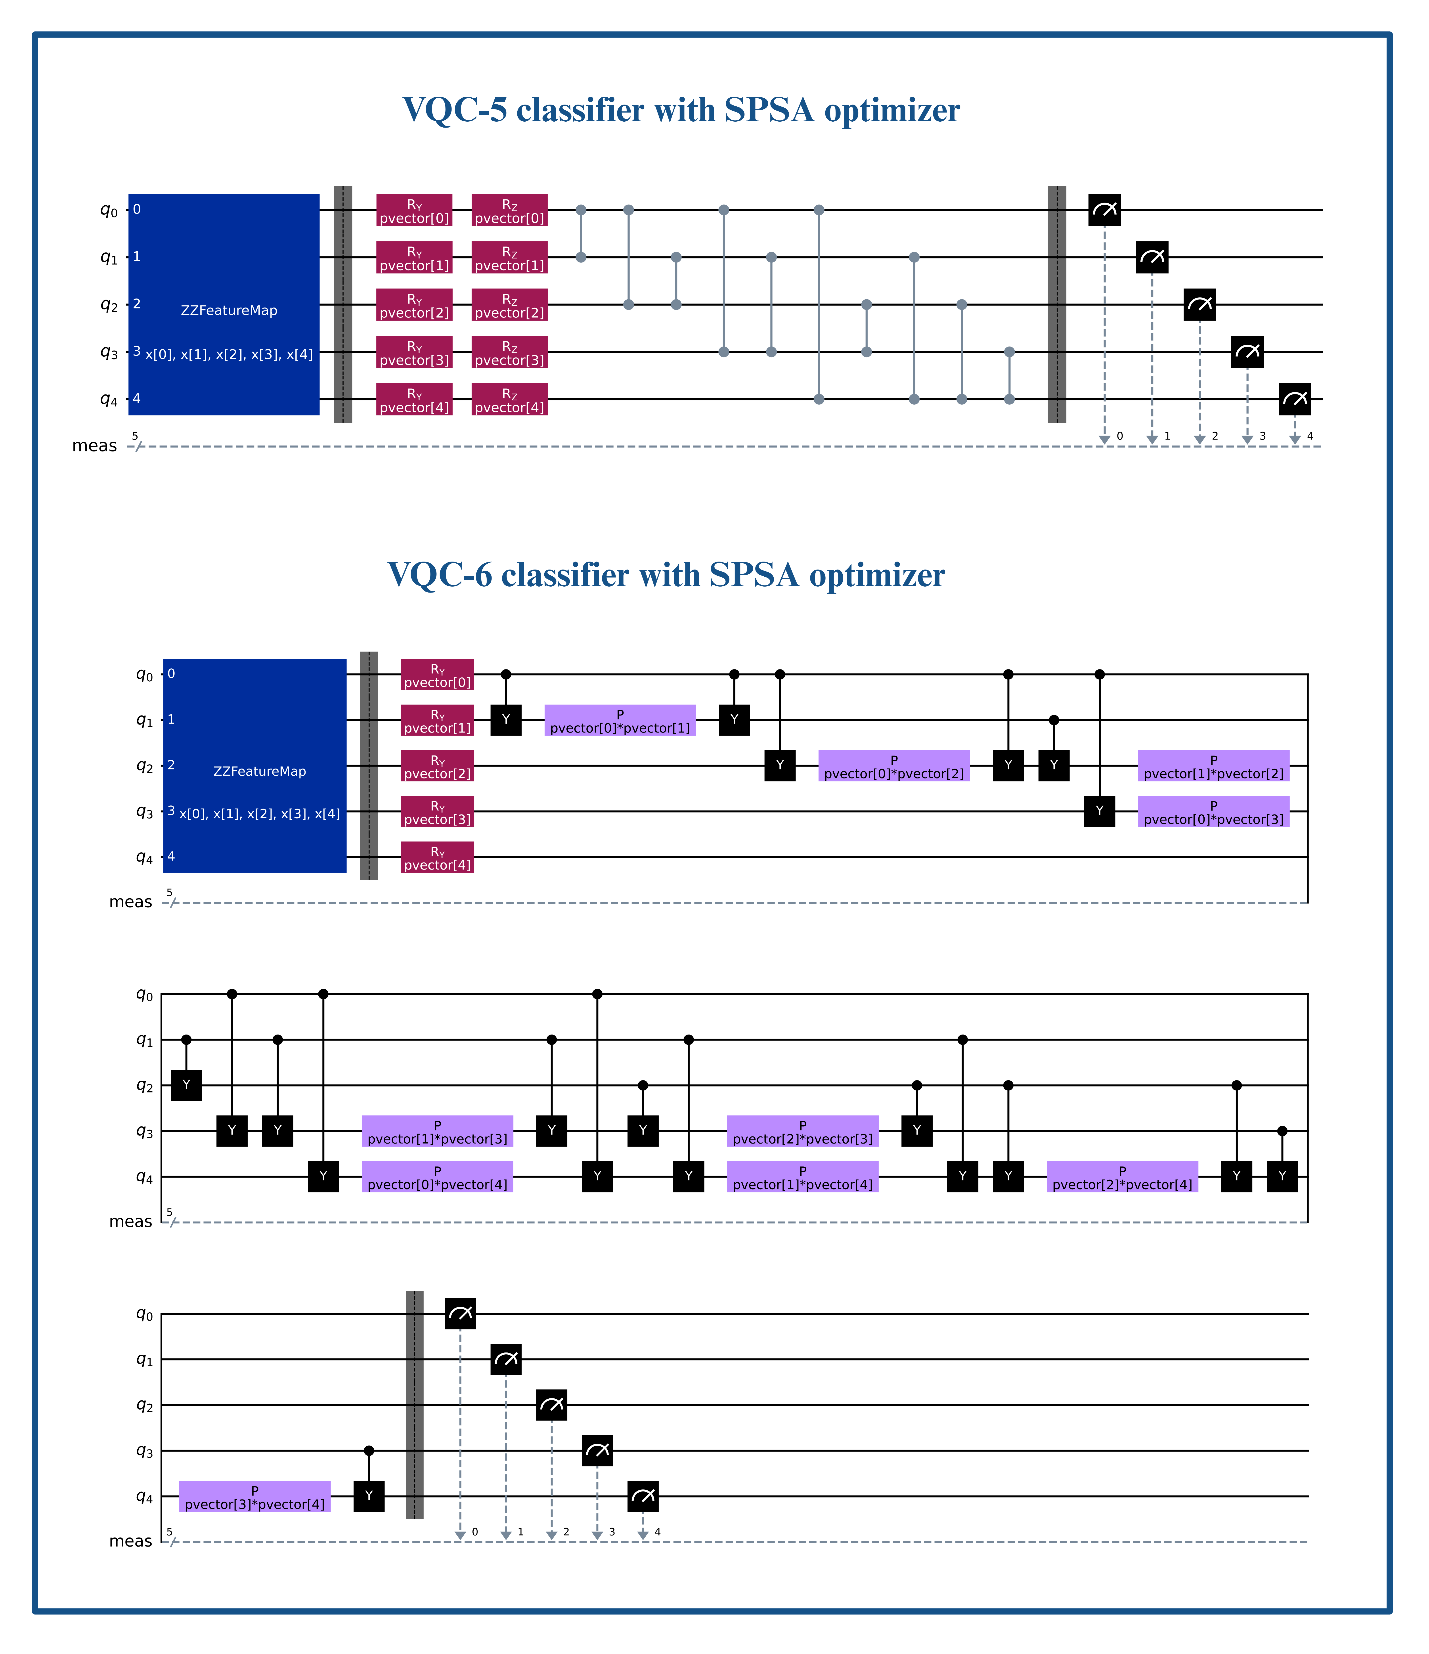 VQC-5 classifier with SPSA optimizer
q0 0 RY pvector[0] RZ pvector[0]
q1 1 RY pvector[1] RZ pvector[1]
q2 2 ZZFeatureMap RY pvector[2] RZ pvector[2]
q3 3 x[0], x[1], x[2], x[3], x[4] RY pvector[3] RZ pvector[3]
q4 4 RY pvector[4] RZ pvector[4]
meas 5 0 1 2 3 4
VQC-6 classifier with SPSA optimizer
q0 0 RY pvector[0]
q1 1 RY pvector[1] Y P pvector[0]*pvector[1] Y
q2 2 ZZFeatureMap RY pvector[2] Y P pvector[0]*pvector[2] Y Y P pvector[1]*pvector[2]
q3 3 x[0], x[1], x[2], x[3], x[4] RY pvector[3] Y P pvector[0]*pvector[3]
q4 4 RY pvector[4]
meas 5
q0
q1
q2 Y
q3 Y Y P pvector[1]*pvector[3] Y Y P pvector[2]*pvector[3] Y
q4 Y P pvector[0]*pvector[4] Y Y P pvector[1]*pvector[4] Y Y P pvector[2]*pvector[4] Y Y
meas 5
q0
q1
q2
q3
q4 P pvector[3]*pvector[4] Y
meas 5 0 1 2 3 4